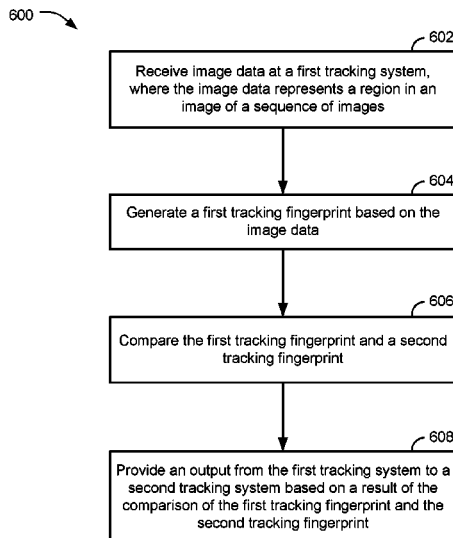 600
602
Receive image data at a first tracking system,
where the image data represents a region in an
image of a sequence of images
604
Generate a first tracking fingerprint based on the
image data
606
Compare the first tracking fingerprint and a second
tracking fingerprint
608
Provide an output from the first tracking system to a
second tracking system based on a result of the
comparison of the first tracking fingerprint and the
second tracking fingerprint